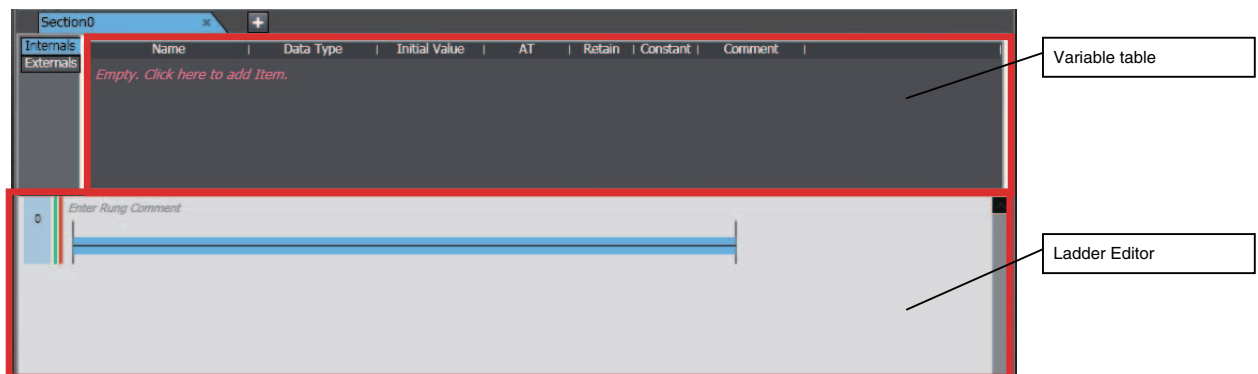 Section0
Internals
Externals
Name Data Type Initial Value AT Retain Constant Comment
Empty. Click here to add Item.
Variable table
0
Enter Rung Comment
Ladder Editor